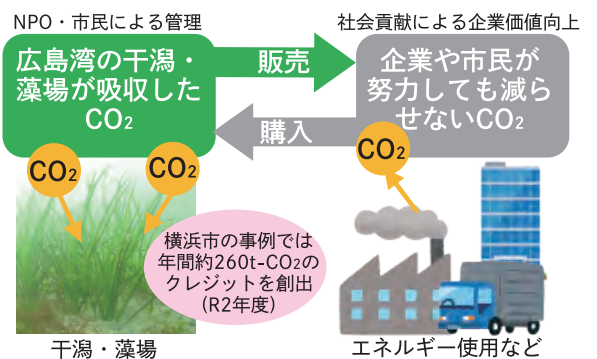 NPO・市民による管理
社会貢献による企業価値向上
広島湾の干潟・
藻場が吸収した
CO₂
販売
購入
企業や市民が
努力しても減ら
せないCO₂
CO₂
CO₂
CO₂
横浜市の事例では
年間約260t-CO₂の
クレジットを創出
(R2年度)
干潟・藻場
エネルギー使用など